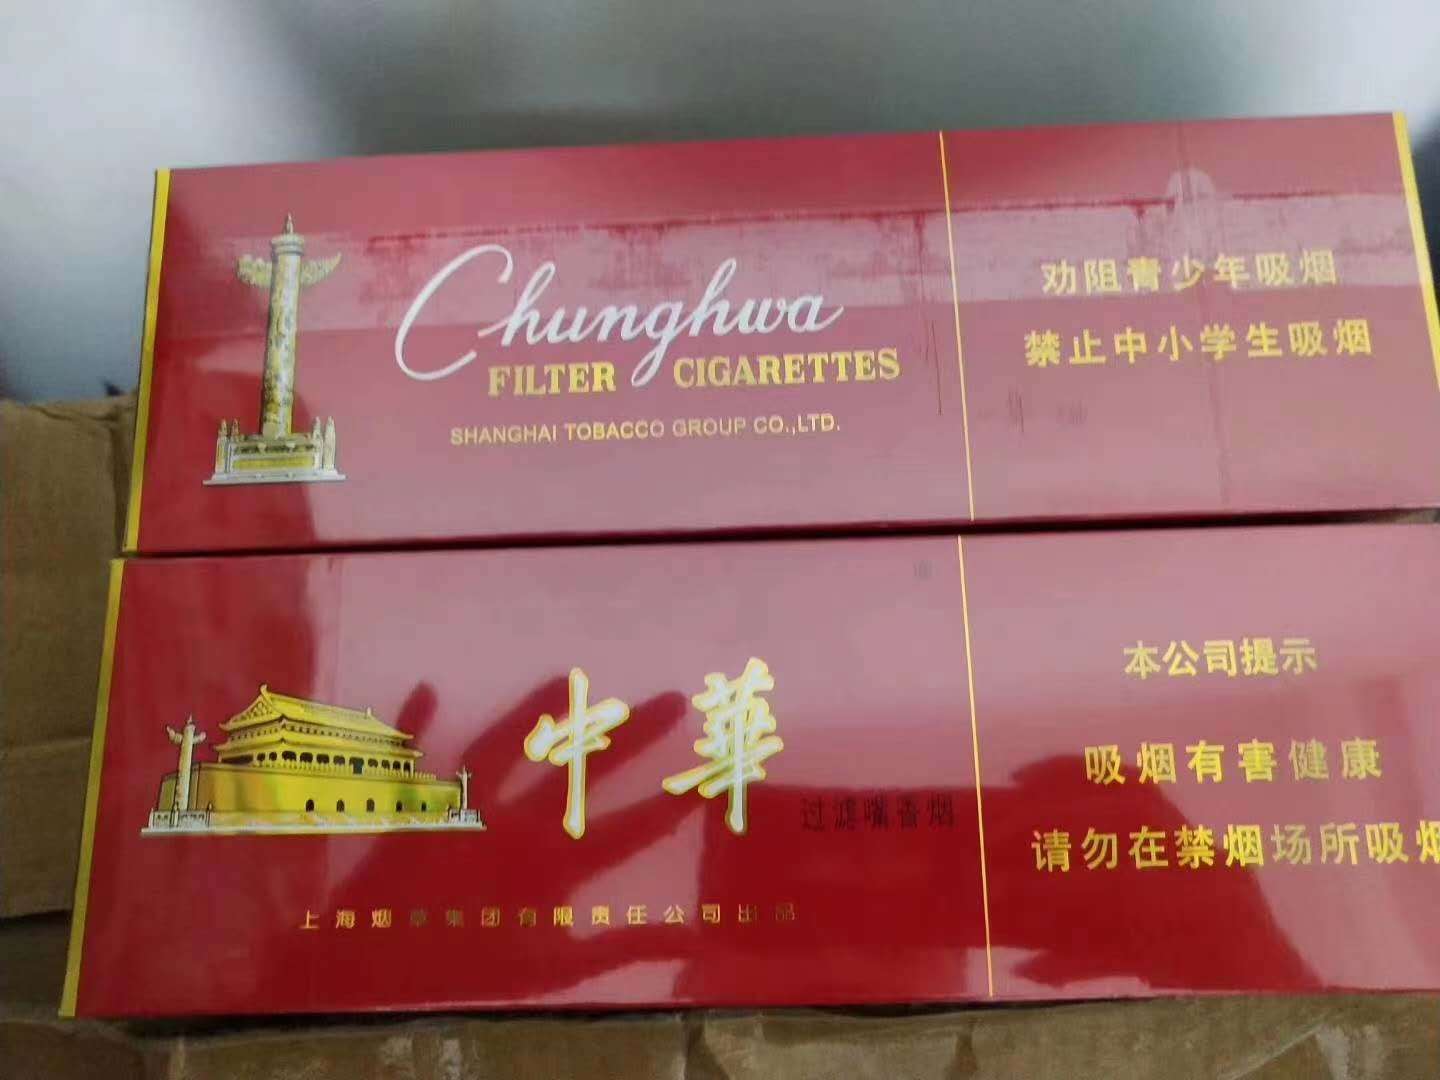 Chunghwa
FILTER CIGARETTES
SHANGHAI TOBACCO GROUP CO.,LTD.
劝阻青少年吸烟
禁止中小学生吸烟
中華
过滤嘴香烟
上海烟草集团有限责任公司出品
本公司提示
吸烟有害健康
请勿在禁烟场所吸烟